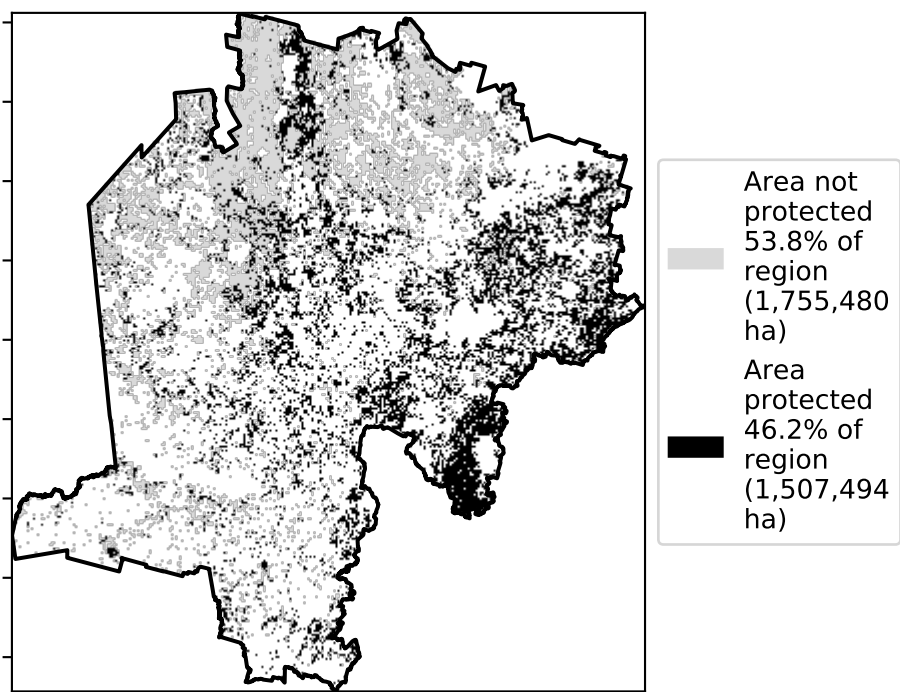 Area not
protected
53.8% of
region
(1,755,480
ha)
Area
protected
46.2% of
region
(1,507,494
ha)